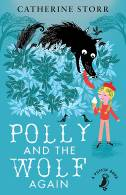 CATHERINE STORR
POLLY
AND THE WOLF
AGAIN
A PUFFIN BOOK